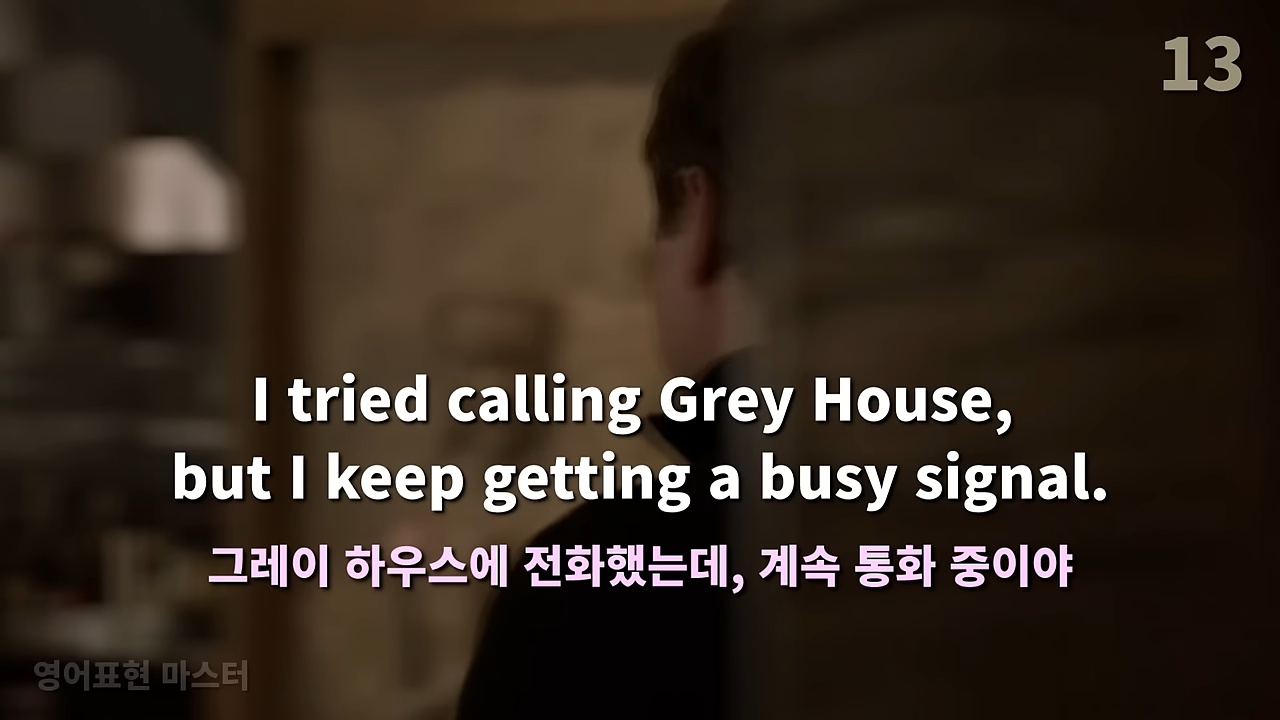 13
I tried calling Grey House,
but I keep getting a busy signal.
그레이 하우스에 전화했는데, 계속 통화 중이야
영어표현 마스터